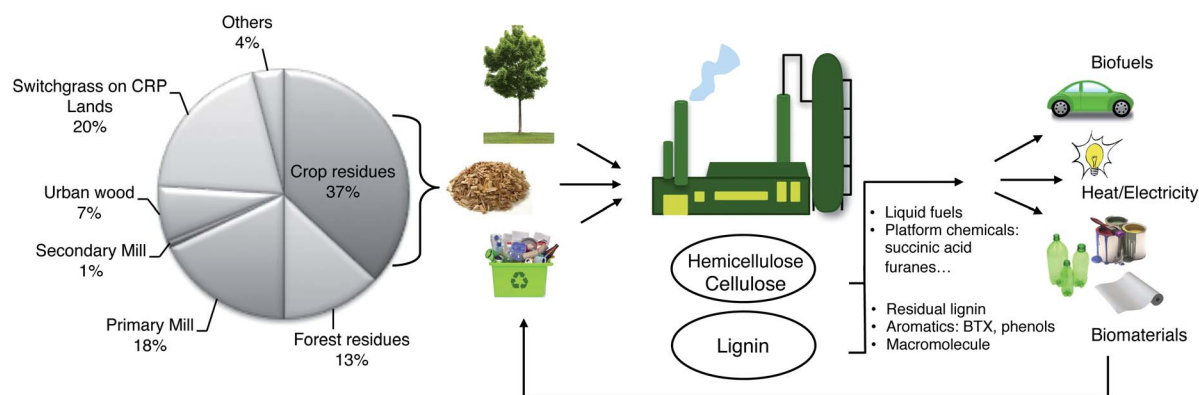 Others
4%
Switchgrass on CRP
Lands
20%
Urban wood
7%
Secondary Mill
1%
Primary Mill
18%
Forest residues
13%
Crop residues
37%
Hemicellulose
Cellulose
Lignin
• Liquid fuels
• Platform chemicals:
succinic acid
furanes…
• Residual lignin
• Aromatics: BTX, phenols
• Macromolecule
Biofuels
Heat/Electricity
Biomaterials